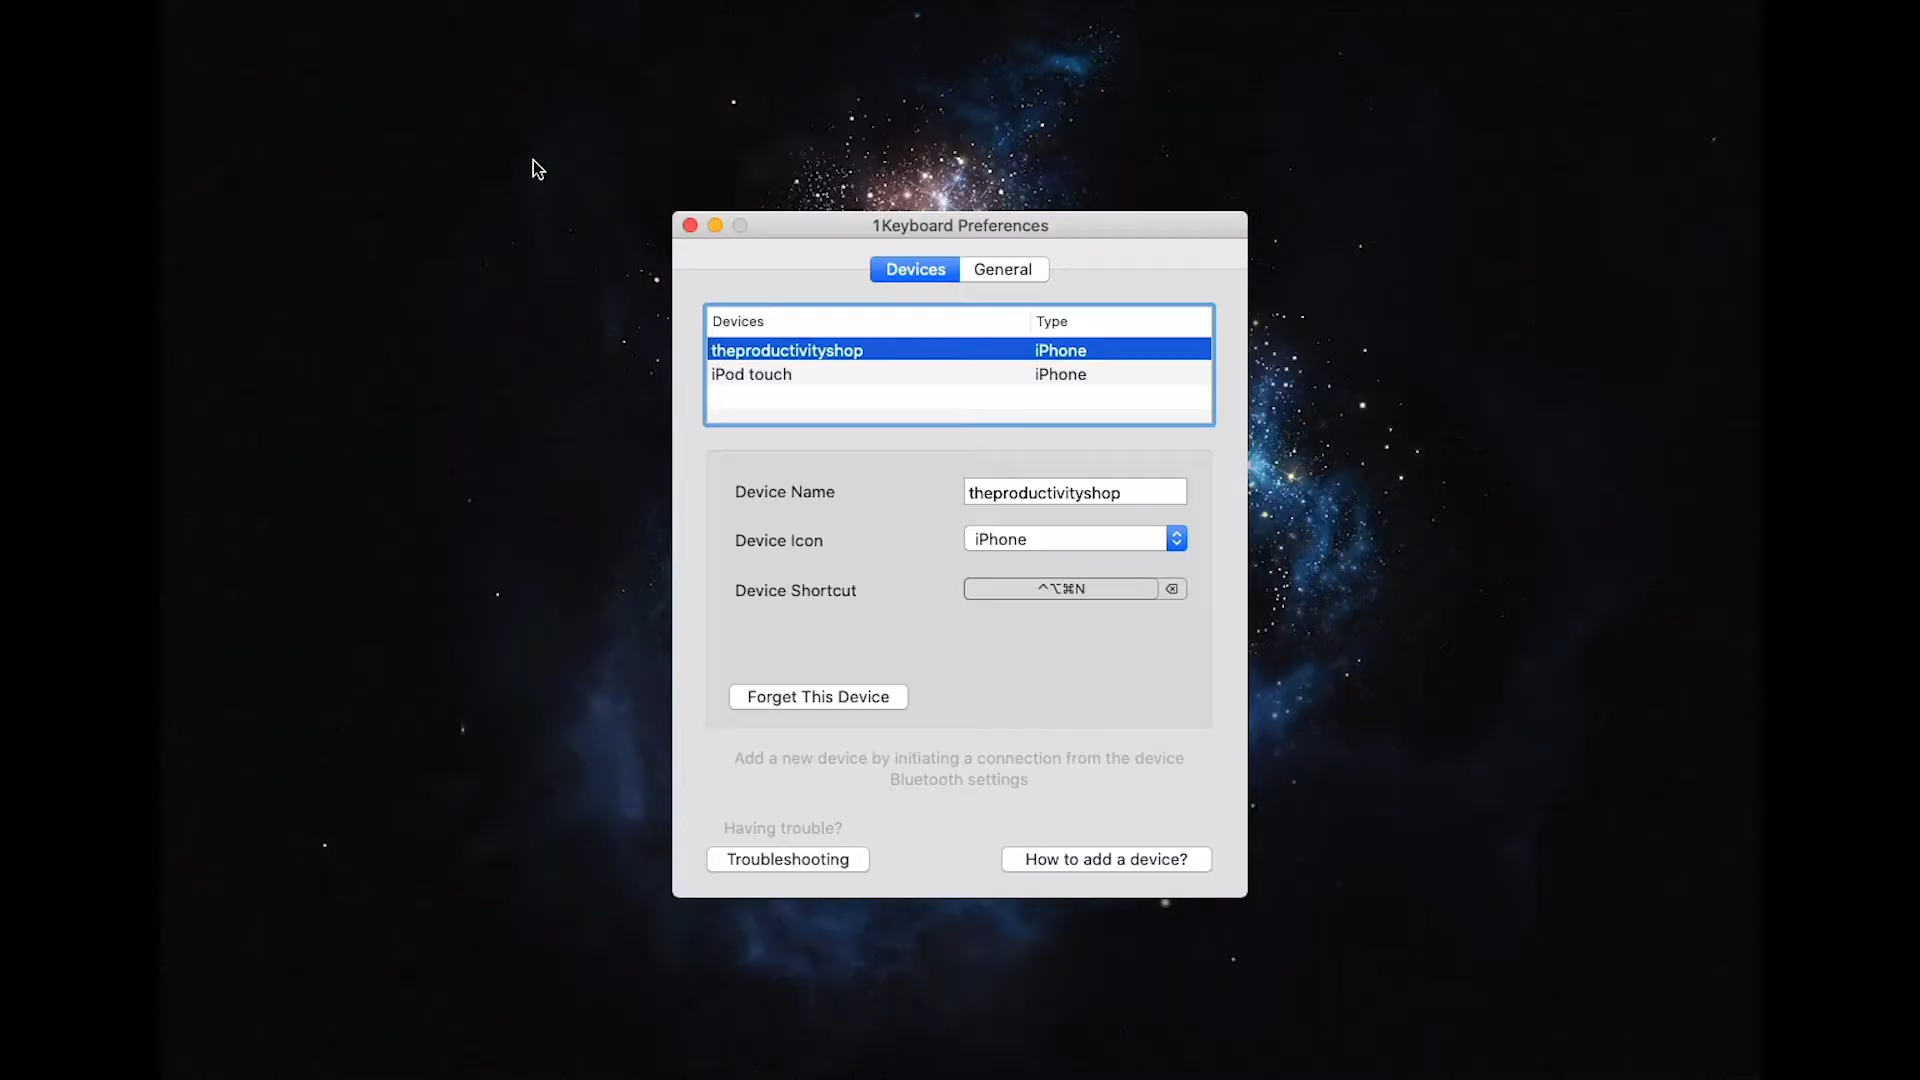 1Keyboard Preferences
Devices General
Devices Type
theproductivityshop iPhone
iPod touch iPhone
Device Name theproductivityshop
Device Icon iPhone
Device Shortcut ^⌥⌘N
Forget This Device
Add a new device by initiating a connection from the device
Bluetooth settings
Having trouble?
Troubleshooting How to add a device?